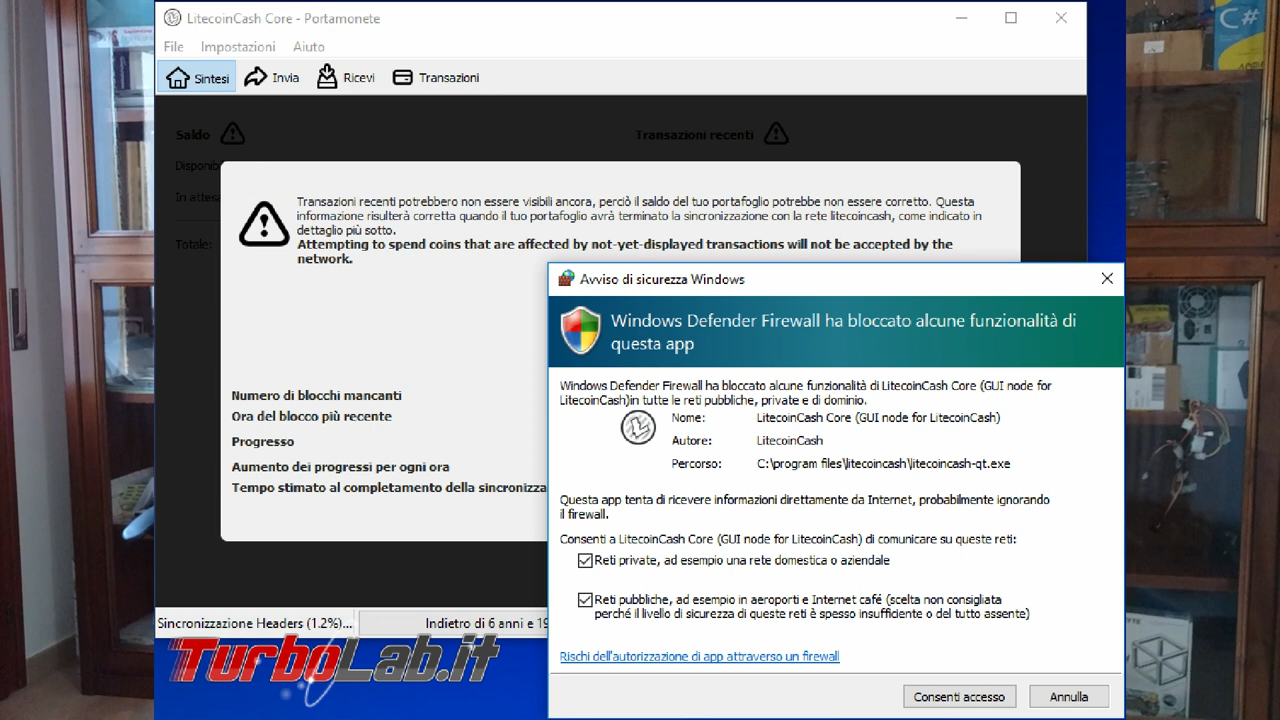 LitecoinCash Core - Portamonete
File Impostazioni Aiuto
Sintesi Invia Ricevi Transazioni
Saldo
Transazioni recenti
In attesa
Totale:
Transazioni recenti potrebbero non essere visibili ancora, perciò il saldo del tuo portafoglio potrebbe non essere corretto. Questa
informazione risulterà corretta quando il tuo portafoglio avrà terminato la sincronizzazione con la rete litecoincash, come indicato in
dettaglio più sotto.
Attempting to spend coins that are affected by not-yet-displayed transactions will not be accepted by the
network.
Numero di blocchi mancanti
Ora del blocco più recente
Progresso
Aumento dei progressi per ogni ora
Tempo stimato al completamento della sincronizza
Sincronizzazione Headers (1.2%)...
Indietro di 6 anni e 19
Avviso di sicurezza Windows
Windows Defender Firewall ha bloccato alcune funzionalità di
questa app
Windows Defender Firewall ha bloccato alcune funzionalità di LitecoinCash Core (GUI node for
LitecoinCash)in tutte le reti pubbliche, private e di dominio.
Nome: LitecoinCash Core (GUI node for LitecoinCash)
Autore: LitecoinCash
Percorso: C:\program files\litecoincash\litecoincash-qt.exe
Questa app tenta di ricevere informazioni direttamente da Internet, probabilmente ignorando
il firewall.
Consenti a LitecoinCash Core (GUI node for LitecoinCash) di comunicare su queste reti:
Reti private, ad esempio una rete domestica o aziendale
Reti pubbliche, ad esempio in aeroporti e Internet café (scelta non consigliata
perché il livello di sicurezza di queste reti è spesso insufficiente o del tutto assente)
Rischi dell'autorizzazione di app attraverso un firewall
Consenti accesso Annulla
TurboLab.it
C#